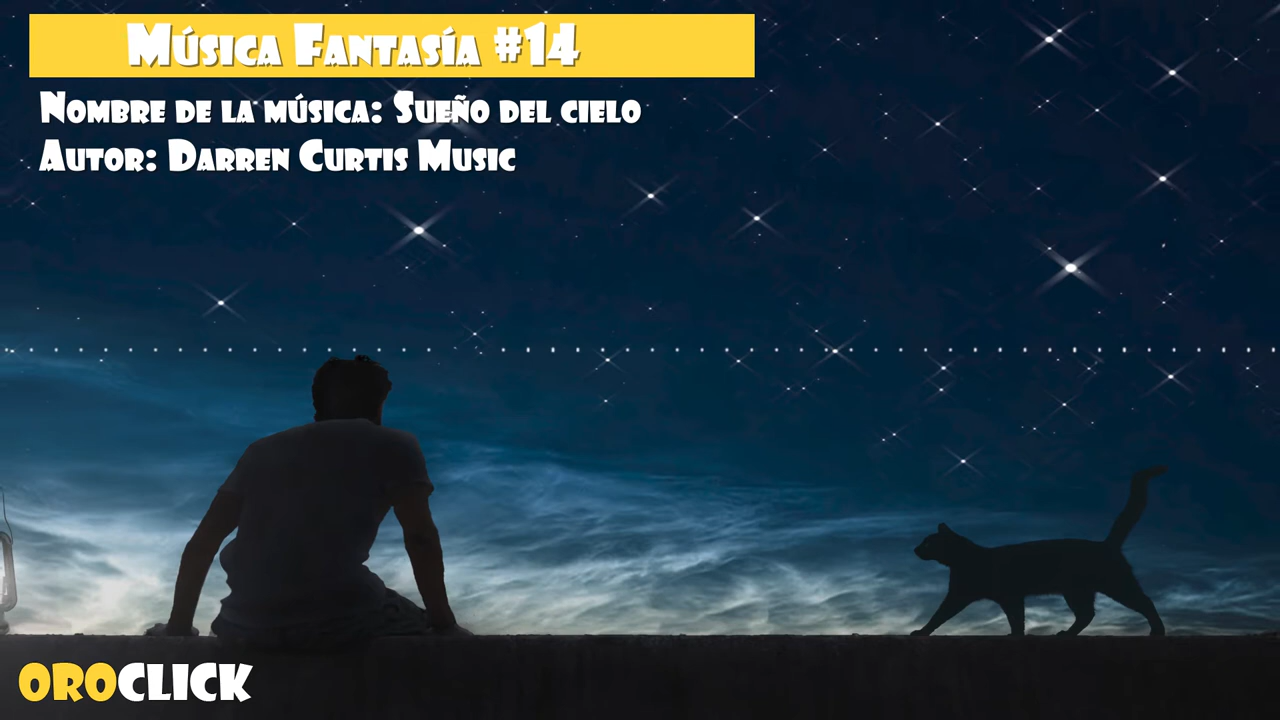 Música Fantasía #14
Nombre de la música: Sueño del cielo
Autor: Darren Curtis Music
OROCLICK